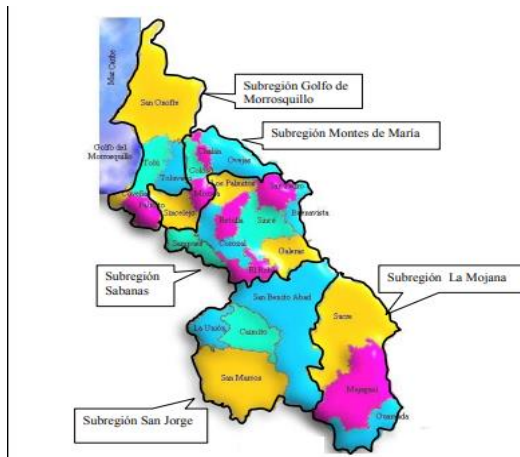 Mar Caribe
Subregión Golfo de
Morrosquillo
San Onofre
Subregión Montes de María
Golfo del
Morrosquillo
Tolú
Toluviejo
Chalán
Colosó
Ovejas
Los Palmitos
San Pedro
Palmito
Sincelejo
Morroa
Buenavista
Betulia
Sincé
Sampués
Corozal
Galeras
Subregión
Sabanas
El Roble
Subregión La Mojana
San Benito Abad
Sucre
La Unión
Caimito
San Marcos
Majagual
Guaranda
Subregión San Jorge